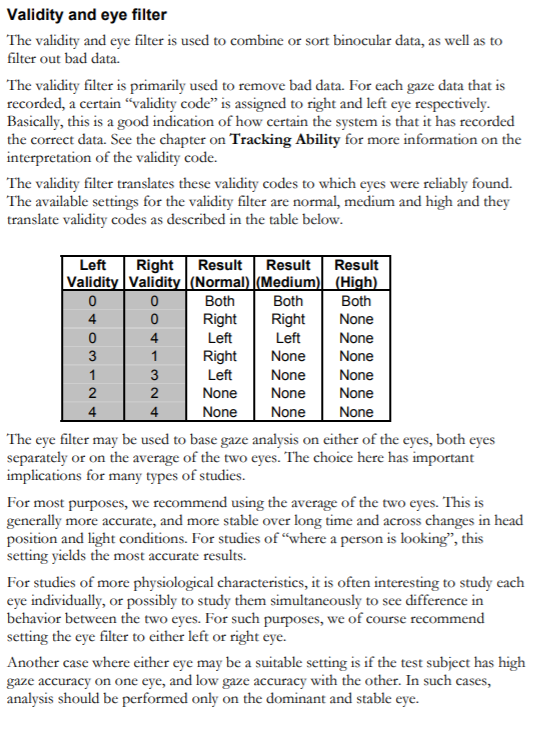 Validity and eye filter
The validity and eye filter is used to combine or sort binocular data, as well as to
filter out bad data.
The validity filter is primarily used to remove bad data. For each gaze data that is
recorded, a certain “validity code” is assigned to right and left eye respectively.
Basically, this is a good indication of how certain the system is that it has recorded
the correct data. See the chapter on Tracking Ability for more information on the
interpretation of the validity code.
The validity filter translates these validity codes to which eyes were reliably found.
The available settings for the validity filter are normal, medium and high and they
translate validity codes as described in the table below.
Left Right Result Result Result
Validity Validity (Normal) (Medium) (High)
0 0 Both Both Both
4 0 Right Right None
0 4 Left Left None
3 1 Right None None
1 3 Left None None
2 2 None None None
4 4 None None None
The eye filter may be used to base gaze analysis on either of the eyes, both eyes
separately or on the average of the two eyes. The choice here has important
implications for many types of studies.
For most purposes, we recommend using the average of the two eyes. This is
generally more accurate, and more stable over long time and across changes in head
position and light conditions. For studies of “where a person is looking”, this
setting yields the most accurate results.
For studies of more physiological characteristics, it is often interesting to study each
eye individually, or possibly to study them simultaneously to see difference in
behavior between the two eyes. For such purposes, we of course recommend
setting the eye filter to either left or right eye.
Another case where either eye may be a suitable setting is if the test subject has high
gaze accuracy on one eye, and low gaze accuracy with the other. In such cases,
analysis should be performed only on the dominant and stable eye.